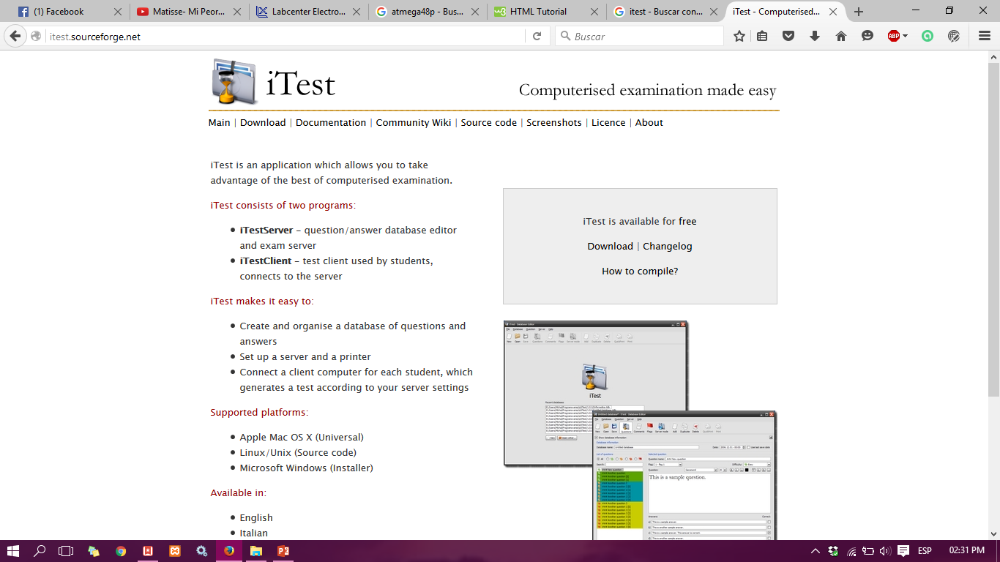 (1) Facebook
Matisse- Mi Peor...
Labcenter Electro...
atmega48p - Bus...
HTML Tutorial
itest - Buscar con...
iTest - Computerised...
itest.sourceforge.net
Buscar
ABP
iTest
Computerised examination made easy
Main | Download | Documentation | Community Wiki | Source code | Screenshots | Licence | About
iTest is an application which allows you to take
advantage of the best of computerised examination.
iTest consists of two programs:
iTestServer – question/answer database editor
and exam server
iTestClient – test client used by students,
connects to the server
iTest makes it easy to:
Create and organise a database of questions and
answers
Set up a server and a printer
Connect a client computer for each student, which
generates a test according to your server settings
Supported platforms:
Apple Mac OS X (Universal)
Linux/Unix (Source code)
Microsoft Windows (Installer)
Available in:
English
Italian
iTest is available for free
Download | Changelog
How to compile?
iTest
This is a sample question.
ESP
02:31 PM